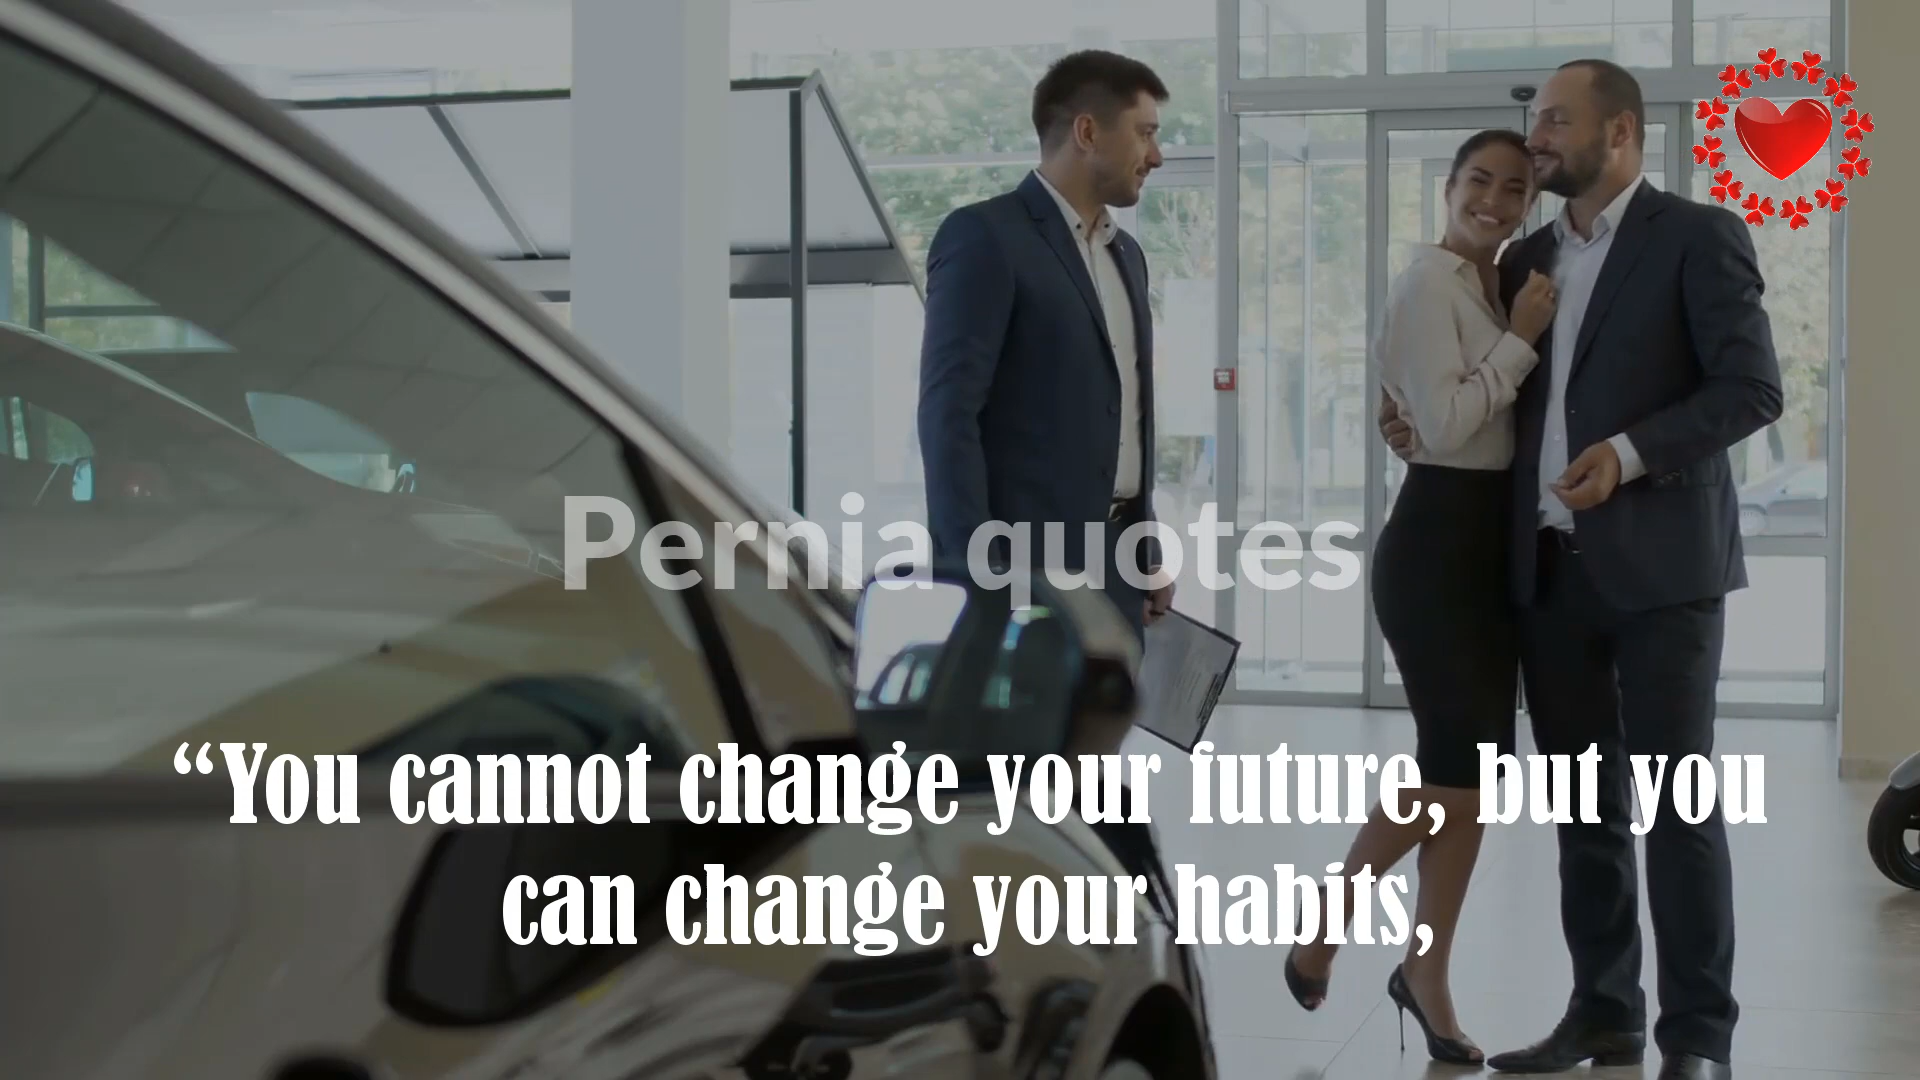 Pernia quotes
“You cannot change your future, but you
can change your habits,